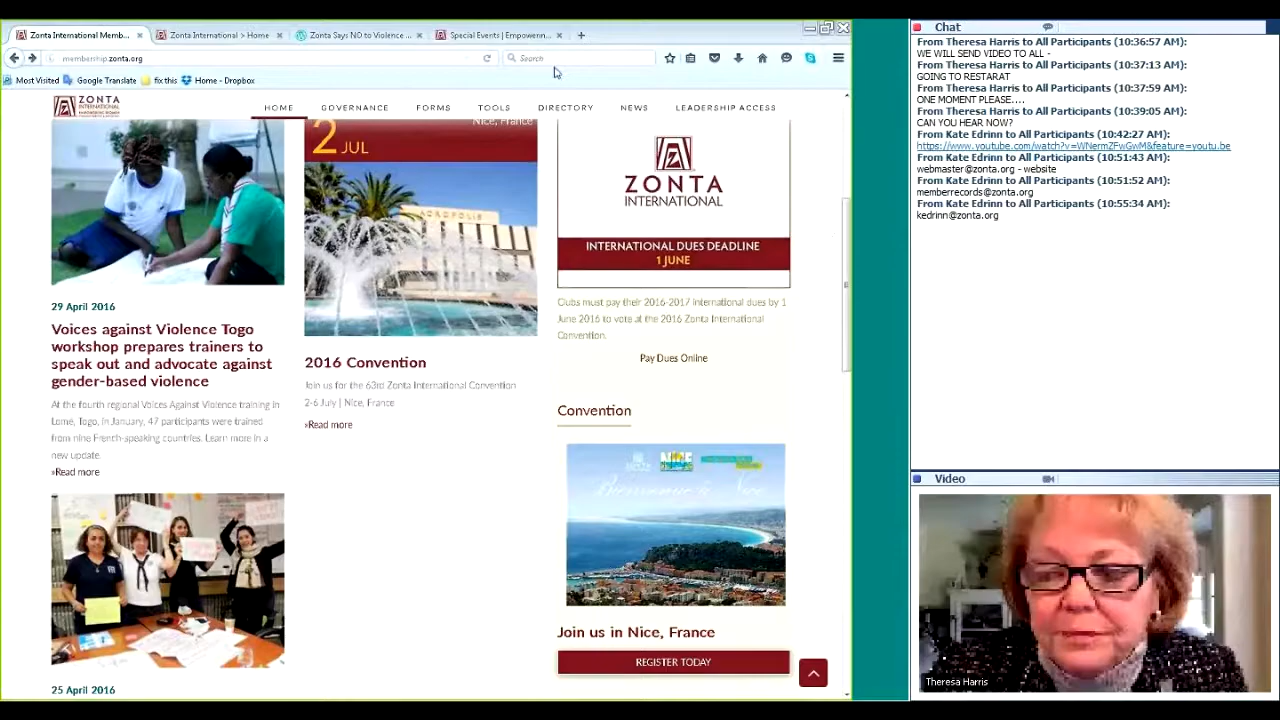 Zonta International Memb...
Zonta International > Home
Zonta Says NO to Violence ...
Special Events | Empowerin...
membership.zonta.org
Search
Most Visited
Google Translate
fix this
Home - Dropbox
ZONTA
INTERNATIONAL
EMPOWERING WOMEN
HOME
GOVERNANCE
FORMS
TOOLS
DIRECTORY
NEWS
LEADERSHIP ACCESS
29 April 2016
Voices against Violence Togo
workshop prepares trainers to
speak out and advocate against
gender-based violence
At the fourth regional Voices Against Violence training in
Lomé, Togo, in January, 47 participants were trained
from nine French-speaking countries. Learn more in a
new update.
»Read more
25 April 2016
Nice, France
2 JUL
ACROPOLIS
2016 Convention
Join us for the 63rd Zonta International Convention
2-6 July | Nice, France
»Read more
ZONTA
INTERNATIONAL
INTERNATIONAL DUES DEADLINE
1 JUNE
Clubs must pay their 2016-2017 international dues by 1
June 2016 to vote at the 2016 Zonta International
Convention.
Pay Dues Online
Convention
NICE
Bienvenue à Nice
Join us in Nice, France
REGISTER TODAY
Chat
From Theresa Harris to All Participants (10:36:57 AM):
WE WILL SEND VIDEO TO ALL -
From Theresa Harris to All Participants (10:37:13 AM):
GOING TO RESTARAT
From Theresa Harris to All Participants (10:37:59 AM):
ONE MOMENT PLEASE....
From Theresa Harris to All Participants (10:39:05 AM):
CAN YOU HEAR NOW?
From Kate Edrinn to All Participants (10:42:27 AM):
https://www.youtube.com/watch?v=WNermZFwGwM&feature=youtu.be
From Kate Edrinn to All Participants (10:51:43 AM):
webmaster@zonta.org - website
From Kate Edrinn to All Participants (10:51:52 AM):
memberrecords@zonta.org
From Kate Edrinn to All Participants (10:55:34 AM):
kedrinn@zonta.org
Video
Theresa Harris